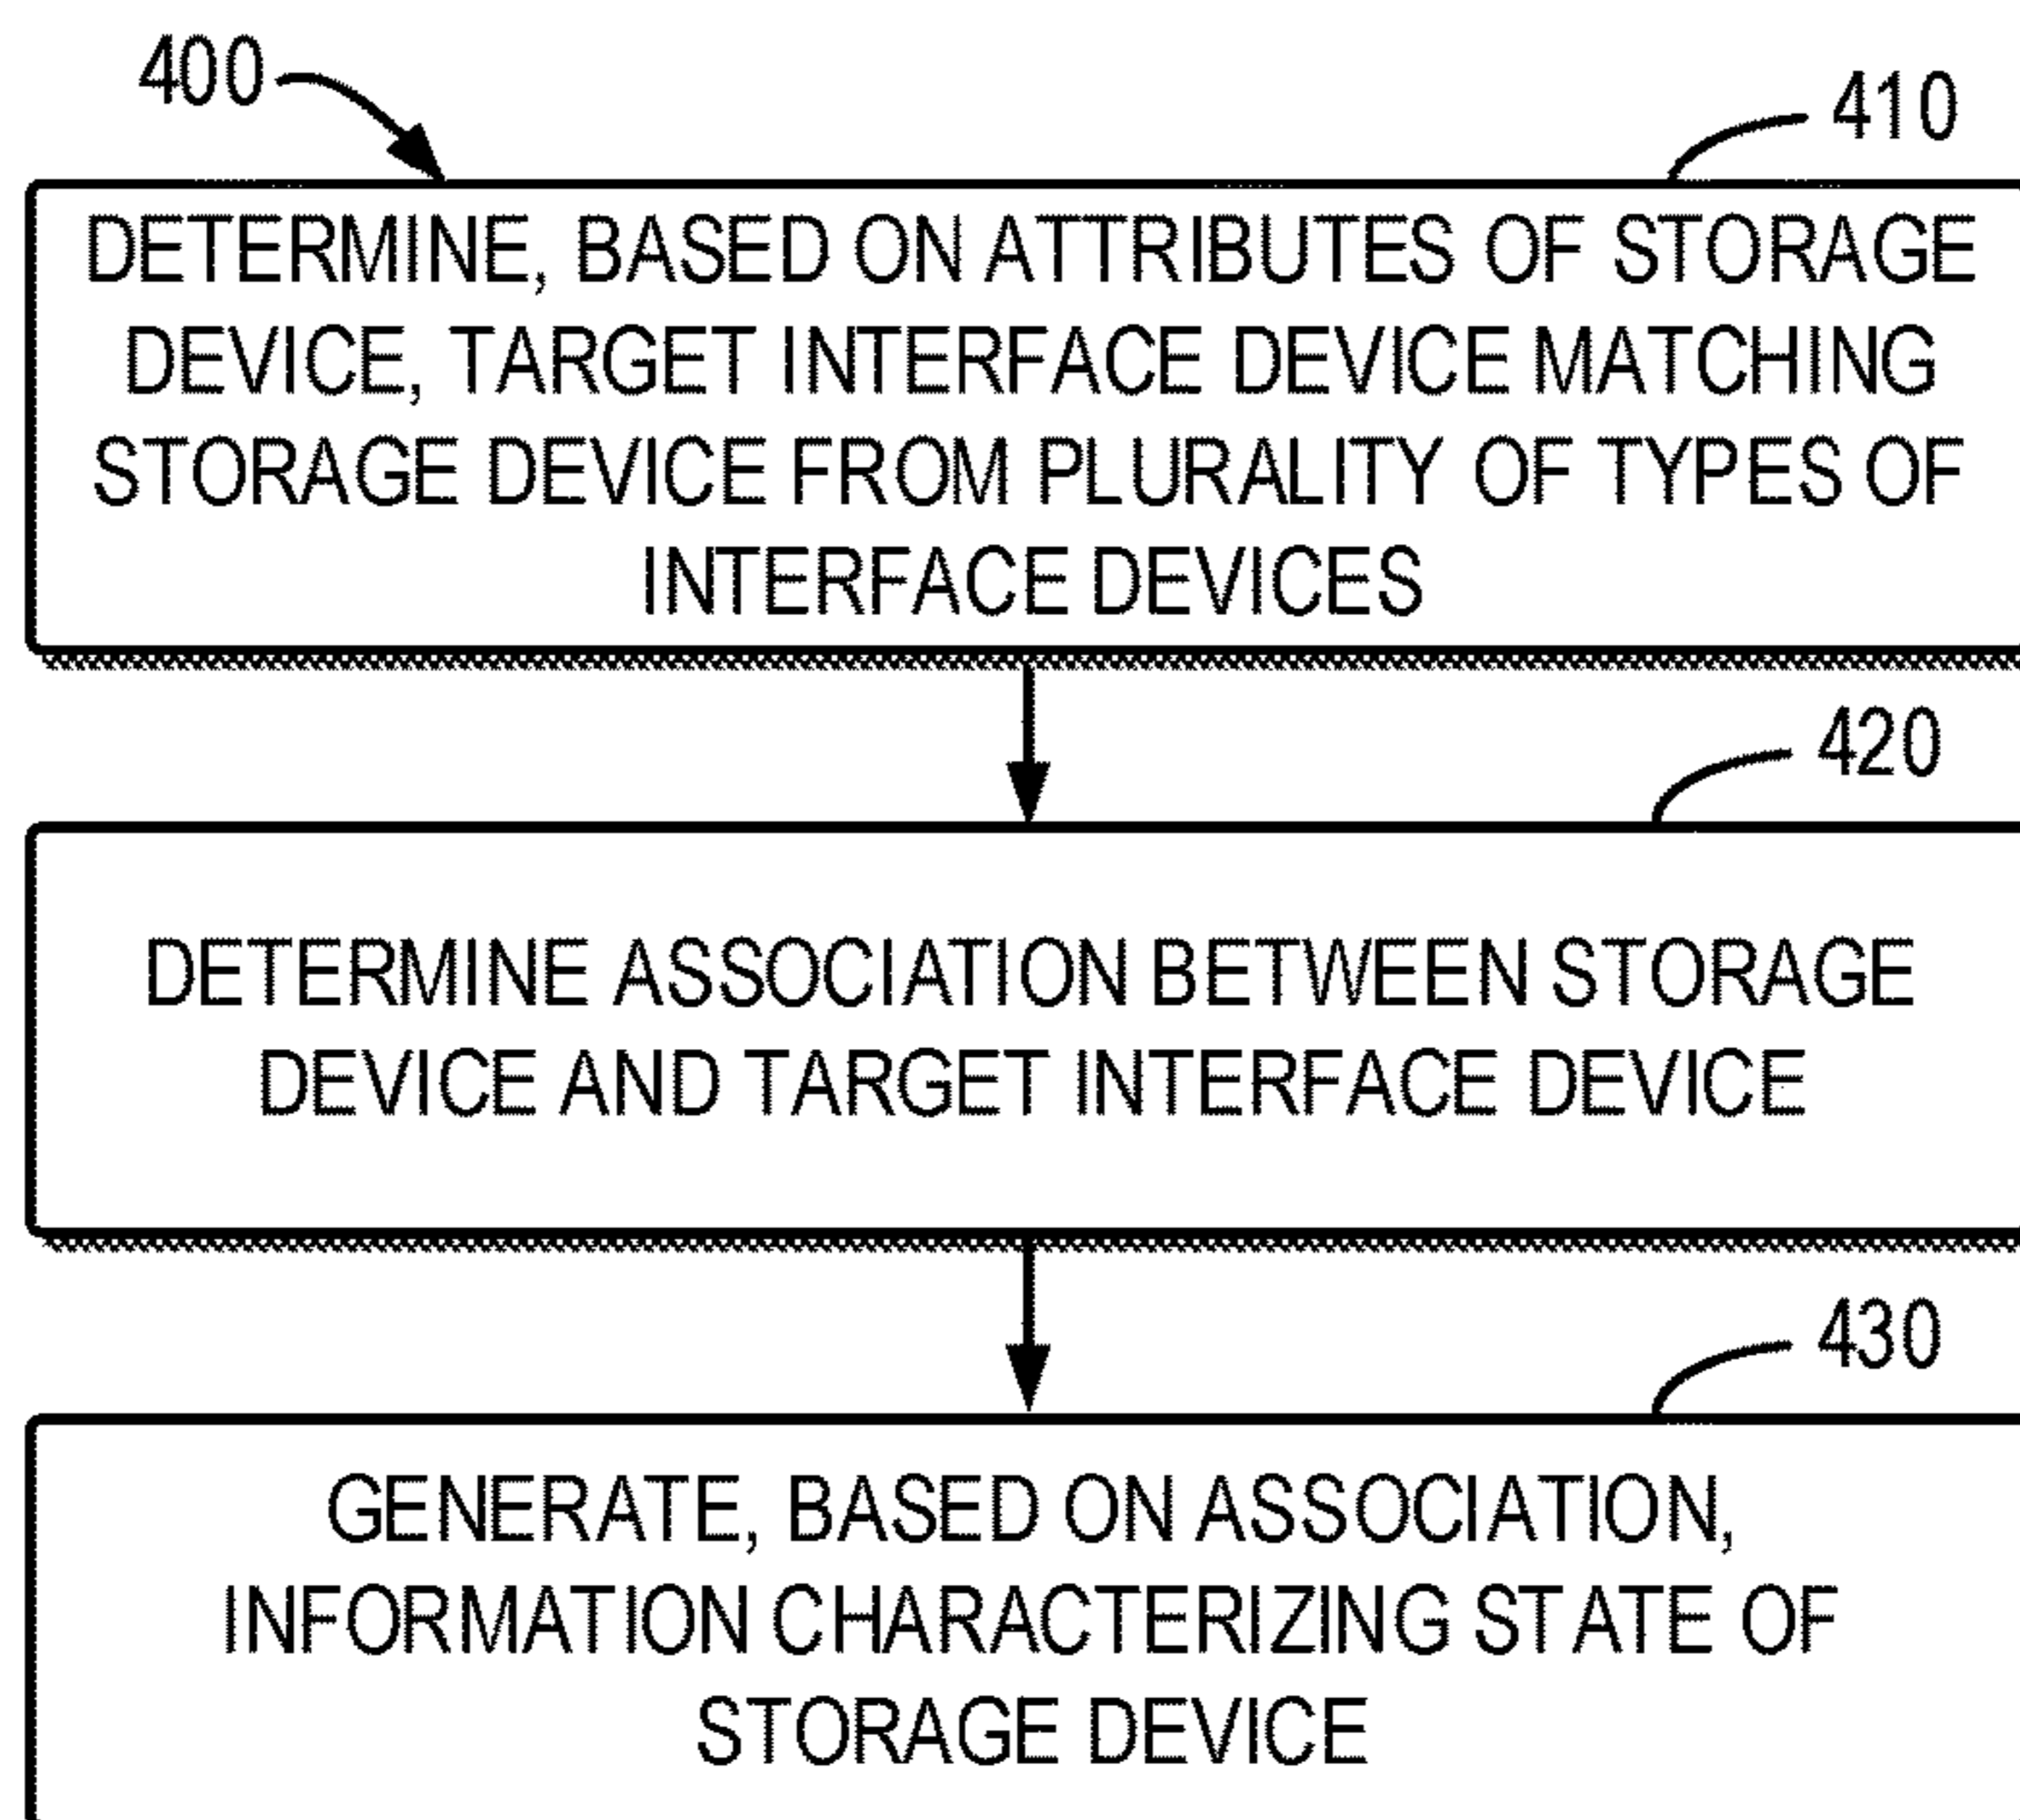 400
410
DETERMINE, BASED ON ATTRIBUTES OF STORAGE
DEVICE, TARGET INTERFACE DEVICE MATCHING
STORAGE DEVICE FROM PLURALITY OF TYPES OF
INTERFACE DEVICES
420
DETERMINE ASSOCIATION BETWEEN STORAGE
DEVICE AND TARGET INTERFACE DEVICE
430
GENERATE, BASED ON ASSOCIATION,
INFORMATION CHARACTERIZING STATE OF
STORAGE DEVICE